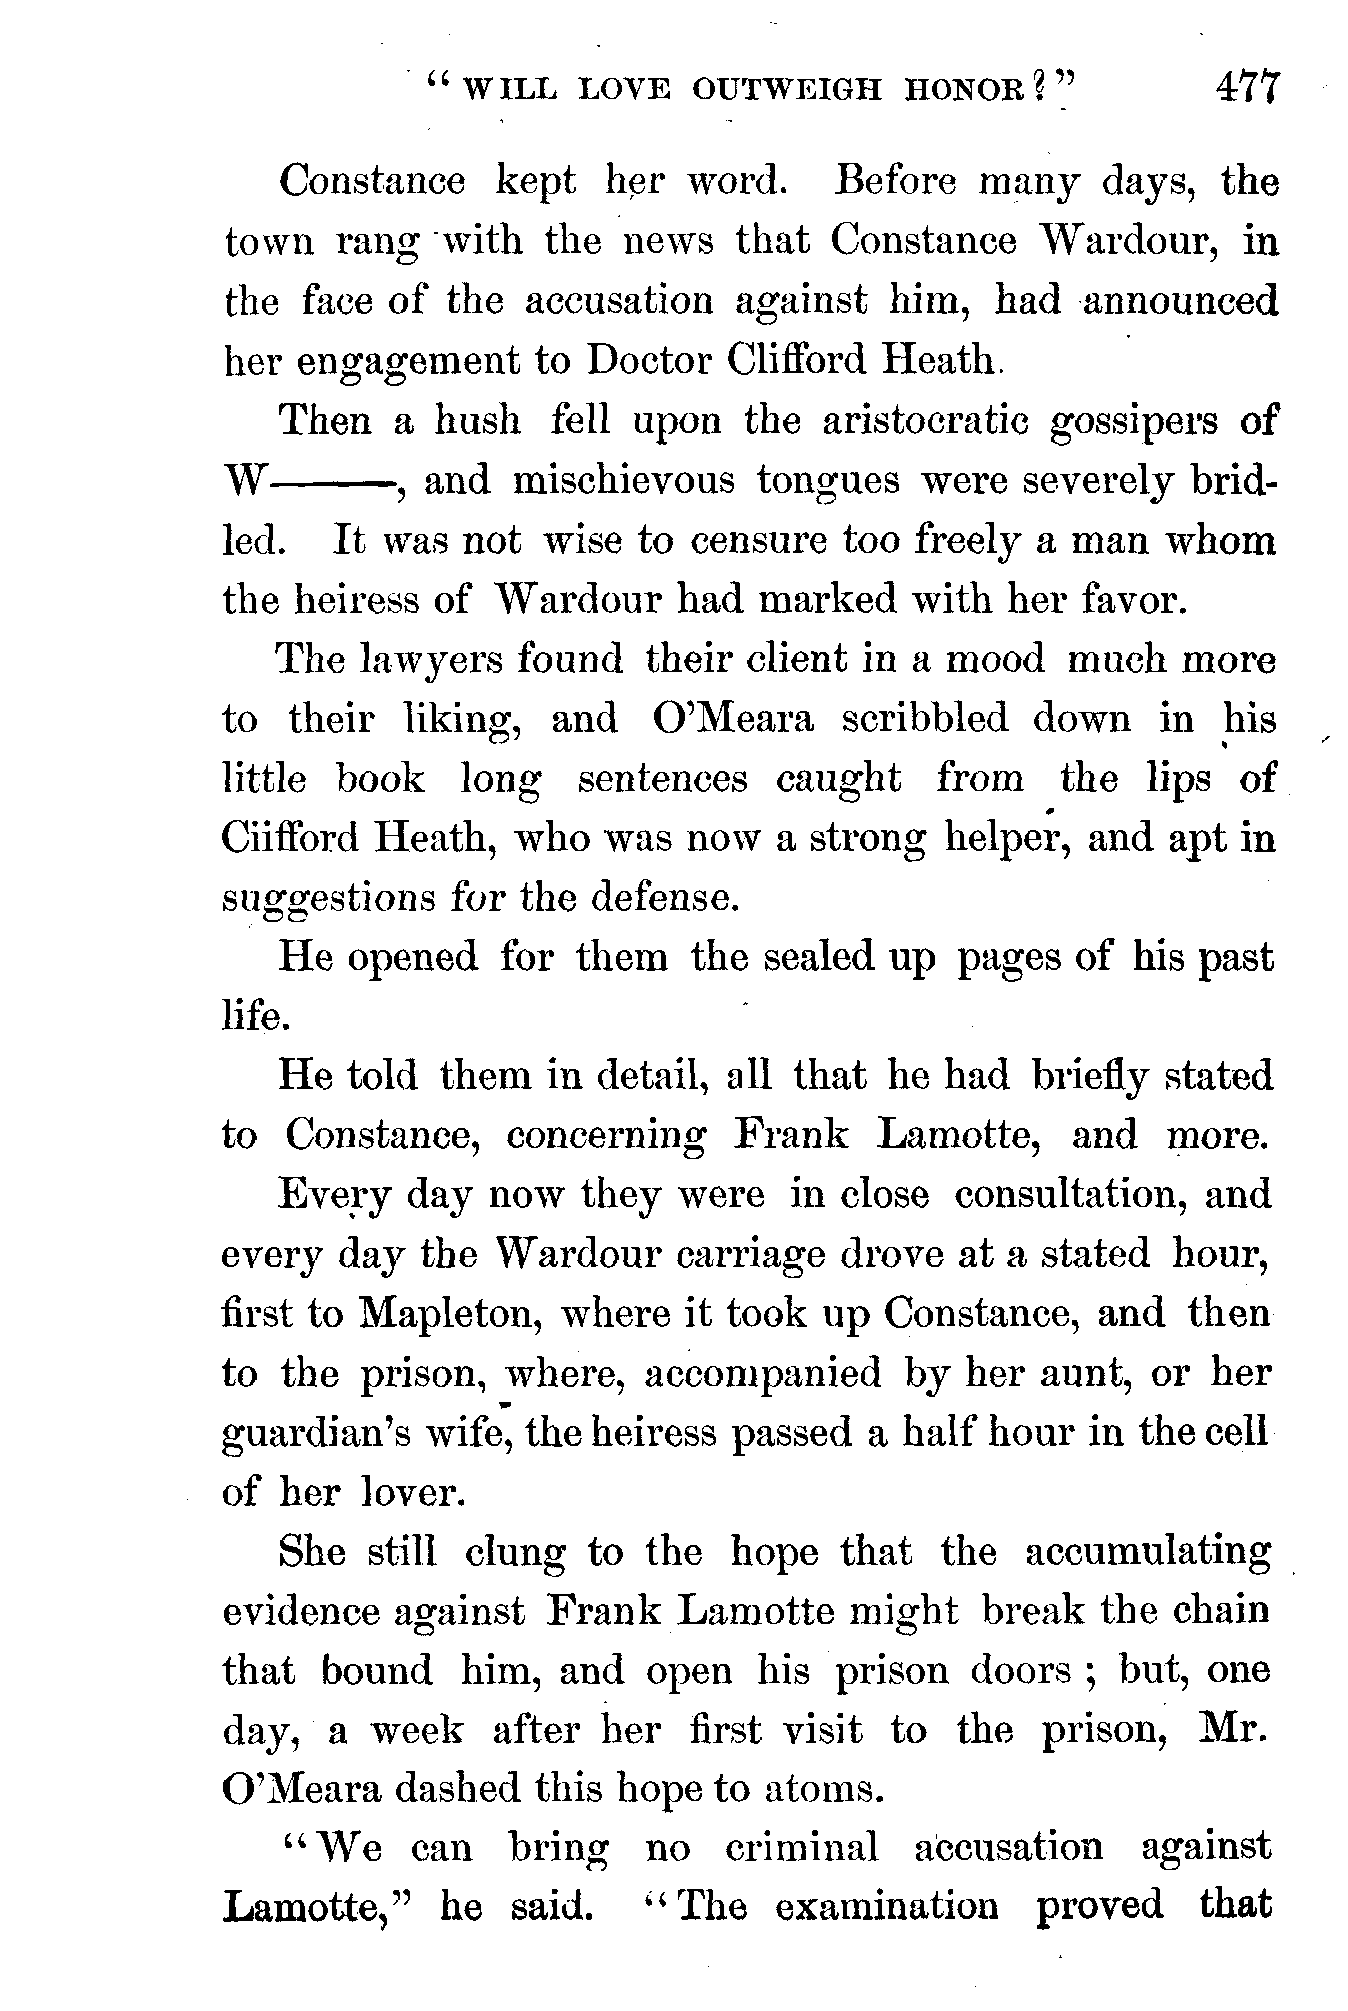 "WILL LOVE OUTWEIGH HONOR?" 477
Constance kept her word. Before many days, the
town rang with the news that Constance Wardour, in
the face of the accusation against him, had announced
her engagement to Doctor Clifford Heath.
Then a hush fell upon the aristocratic gossipers of
W———, and mischievous tongues were severely brid-
led. It was not wise to censure too freely a man whom
the heiress of Wardour had marked with her favor.
The lawyers found their client in a mood much more
to their liking, and O'Meara scribbled down in his
little book long sentences caught from the lips of
Ciifford Heath, who was now a strong helper, and apt in
suggestions for the defense.
He opened for them the sealed up pages of his past
life.
He told them in detail, all that he had briefly stated
to Constance, concerning Frank Lamotte, and more.
Every day now they were in close consultation, and
every day the Wardour carriage drove at a stated hour,
first to Mapleton, where it took up Constance, and then
to the prison, where, accompanied by her aunt, or her
guardian's wife, the heiress passed a half hour in the cell
of her lover.
She still clung to the hope that the accumulating
evidence against Frank Lamotte might break the chain
that bound him, and open his prison doors ; but, one
day, a week after her first visit to the prison, Mr.
O'Meara dashed this hope to atoms.
"We can bring no criminal accusation against
Lamotte," he said. "The examination proved that